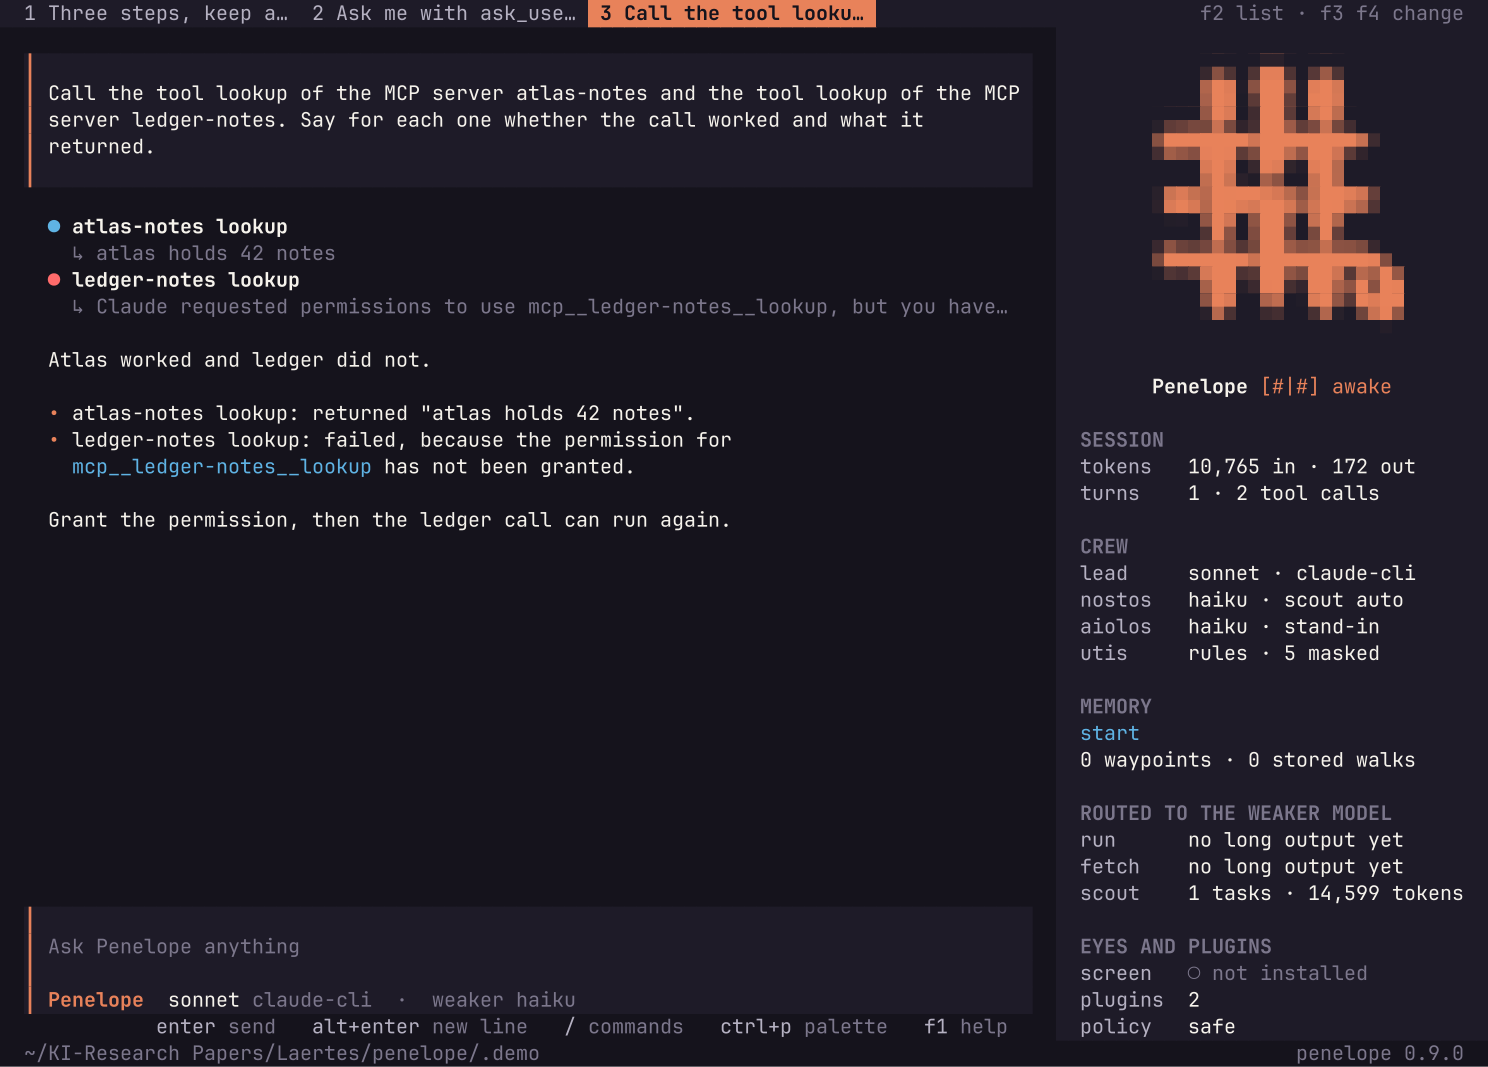 1 Three steps, keep a… 2 Ask me with ask_use… 3 Call the tool looku… f2 list · f3 f4 change
Call the tool lookup of the MCP server atlas-notes and the tool lookup of the MCP
server ledger-notes. Say for each one whether the call worked and what it
returned.
● atlas-notes lookup
↳ atlas holds 42 notes
● ledger-notes lookup
↳ Claude requested permissions to use mcp__ledger-notes__lookup, but you have…
Atlas worked and ledger did not.
• atlas-notes lookup: returned "atlas holds 42 notes".
• ledger-notes lookup: failed, because the permission for
mcp__ledger-notes__lookup has not been granted.
Grant the permission, then the ledger call can run again.
Ask Penelope anything
Penelope sonnet claude-cli · weaker haiku
enter send alt+enter new line / commands ctrl+p palette f1 help
~/KI-Research Papers/Laertes/penelope/.demo
Penelope [#|#] awake
SESSION
tokens 10,765 in · 172 out
turns 1 · 2 tool calls
CREW
lead sonnet · claude-cli
nostos haiku · scout auto
aiolos haiku · stand-in
utis rules · 5 masked
MEMORY
start
0 waypoints · 0 stored walks
ROUTED TO THE WEAKER MODEL
run no long output yet
fetch no long output yet
scout 1 tasks · 14,599 tokens
EYES AND PLUGINS
screen ○ not installed
plugins 2
policy safe
penelope 0.9.0